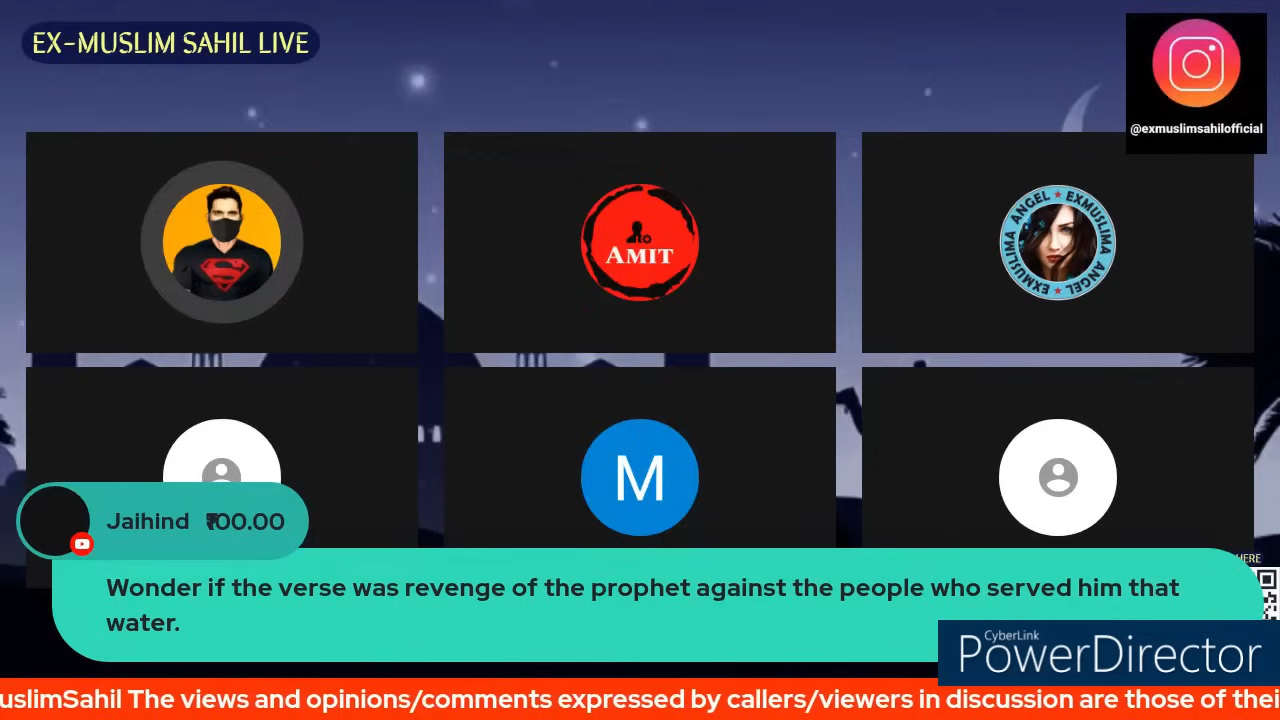 EX-MUSLIM SAHIL LIVE
@exmuslimsahilofficial
AMIT
EXMUSLIMA ANGEL ★ EXMUSLIMA ANGEL ★
M
Jaihind ₹100.00
HERE
Wonder if the verse was revenge of the prophet against the people who served him that
water.
CyberLink
PowerDirector
uslimSahil The views and opinions/comments expressed by callers/viewers in discussion are those of thei